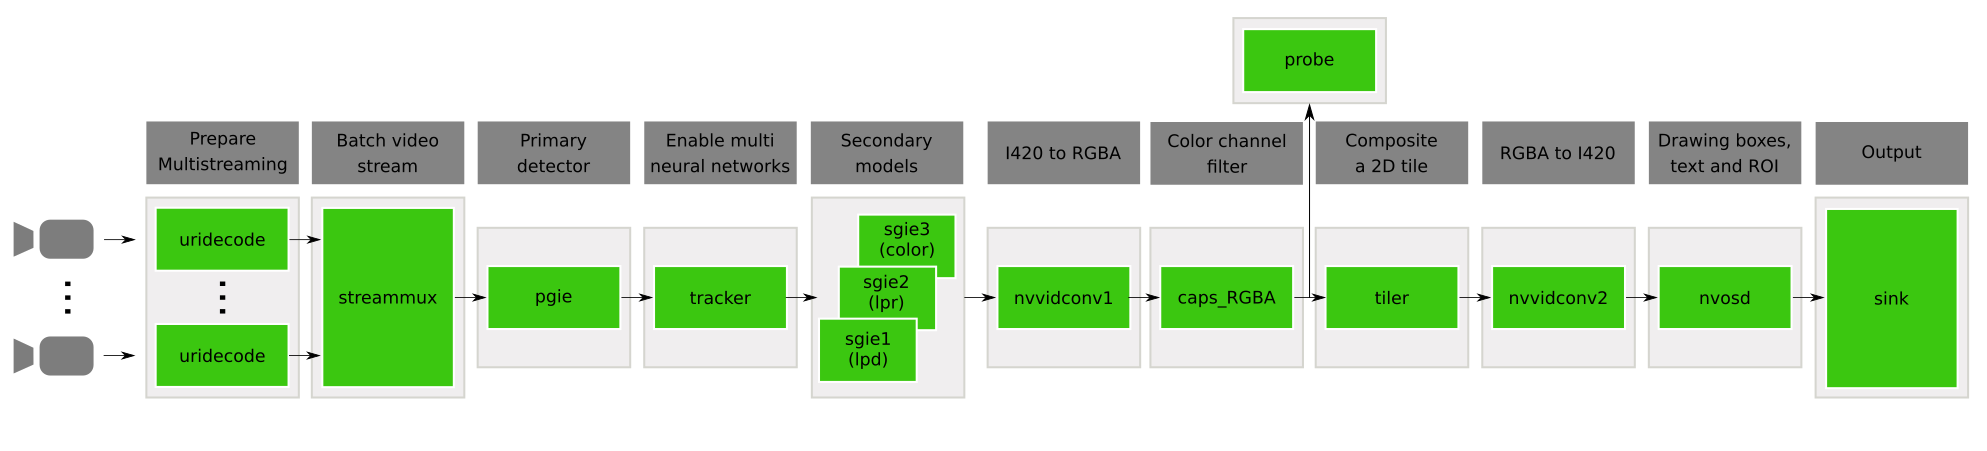 probe
Prepare
Multistreaming
Batch video
stream
Primary
detector
Enable multi
neural networks
Secondary
models
I420 to RGBA
Color channel
filter
Composite
a 2D tile
RGBA to I420
Drawing boxes,
text and ROI
Output
uridecode
uridecode
streammux
pgie
tracker
sgie3
(color)
sgie2
(lpr)
sgie1
(lpd)
nvvidconv1
caps_RGBA
tiler
nvvidconv2
nvosd
sink